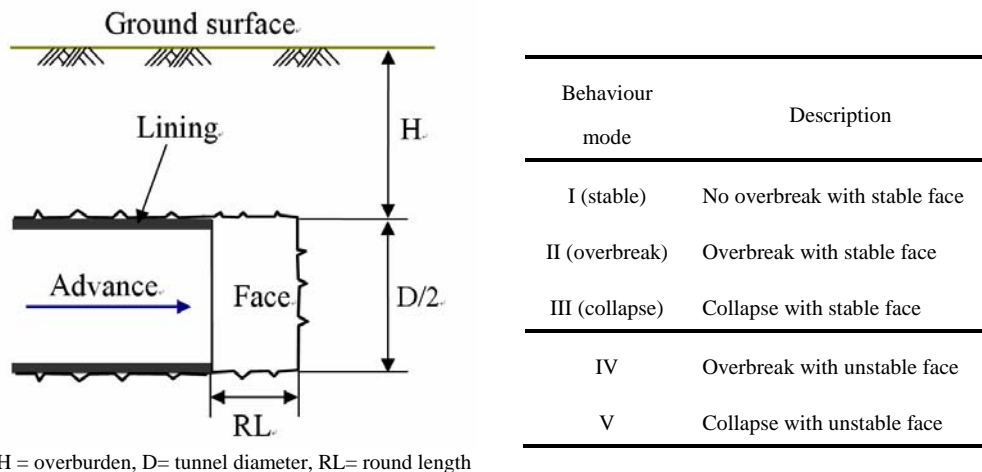 Ground surface
H
Lining
Advance
Face
D/2
RL
H = overburden, D= tunnel diameter, RL= round length
Behaviour mode
Description
I (stable) No overbreak with stable face
II (overbreak) Overbreak with stable face
III (collapse) Collapse with stable face
IV Overbreak with unstable face
V Collapse with unstable face